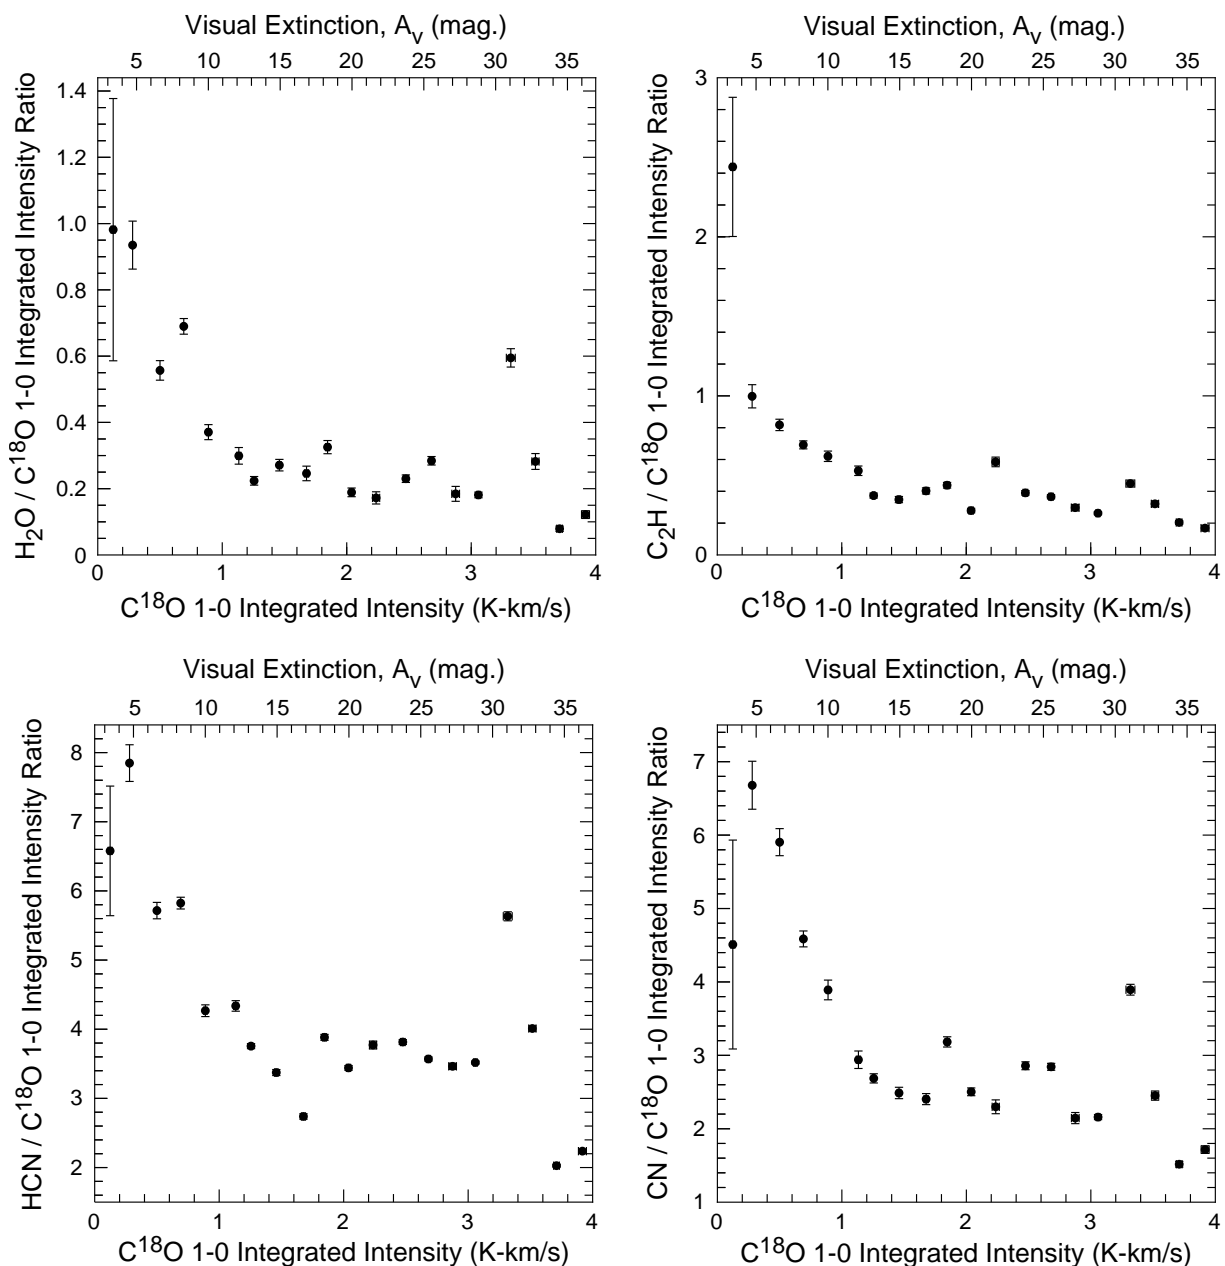 Visual Extinction, A_v (mag.)
5 10 15 20 25 30 35
H₂O / C¹⁸O 1-0 Integrated Intensity Ratio
1.4
1.2
1.0
0.8
0.6
0.4
0.2
0
0 1 2 3 4
C¹⁸O 1-0 Integrated Intensity (K-km/s)
Visual Extinction, A_v (mag.)
5 10 15 20 25 30 35
C₂H / C¹⁸O 1-0 Integrated Intensity Ratio
3
2
1
0
0 1 2 3 4
C¹⁸O 1-0 Integrated Intensity (K-km/s)
Visual Extinction, A_v (mag.)
5 10 15 20 25 30 35
HCN / C¹⁸O 1-0 Integrated Intensity Ratio
8
7
6
5
4
3
2
0 1 2 3 4
C¹⁸O 1-0 Integrated Intensity (K-km/s)
Visual Extinction, A_v (mag.)
5 10 15 20 25 30 35
CN / C¹⁸O 1-0 Integrated Intensity Ratio
7
6
5
4
3
2
1
0 1 2 3 4
C¹⁸O 1-0 Integrated Intensity (K-km/s)